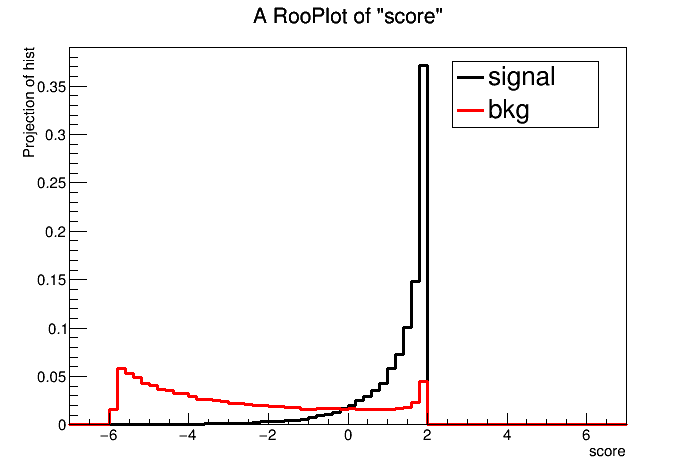 A RooPlot of "score"
Projection of hist
signal
bkg
0.35
0.3
0.25
0.2
0.15
0.1
0.05
0
−6 −4 −2 0 2 4 6
score